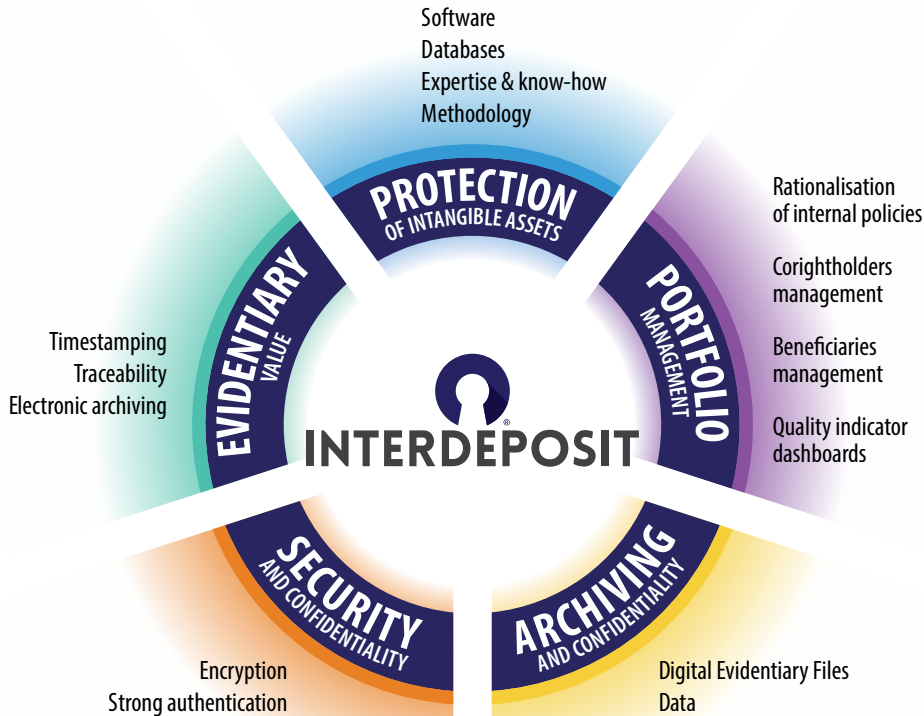 Software
Databases
Expertise & know-how
Methodology
PROTECTION
OF INTANGIBLE ASSETS
Rationalisation
of internal policies
Corightholders
management
Beneficiaries
management
Quality indicator
dashboards
PORTFOLIO
MANAGEMENT
Timestamping
Traceability
Electronic archiving
EVIDENTIARY
VALUE
®
INTERDEPOSIT
SECURITY
AND CONFIDENTIALITY
Encryption
Strong authentication
ARCHIVING
AND CONFIDENTIALITY
Digital Evidentiary Files
Data